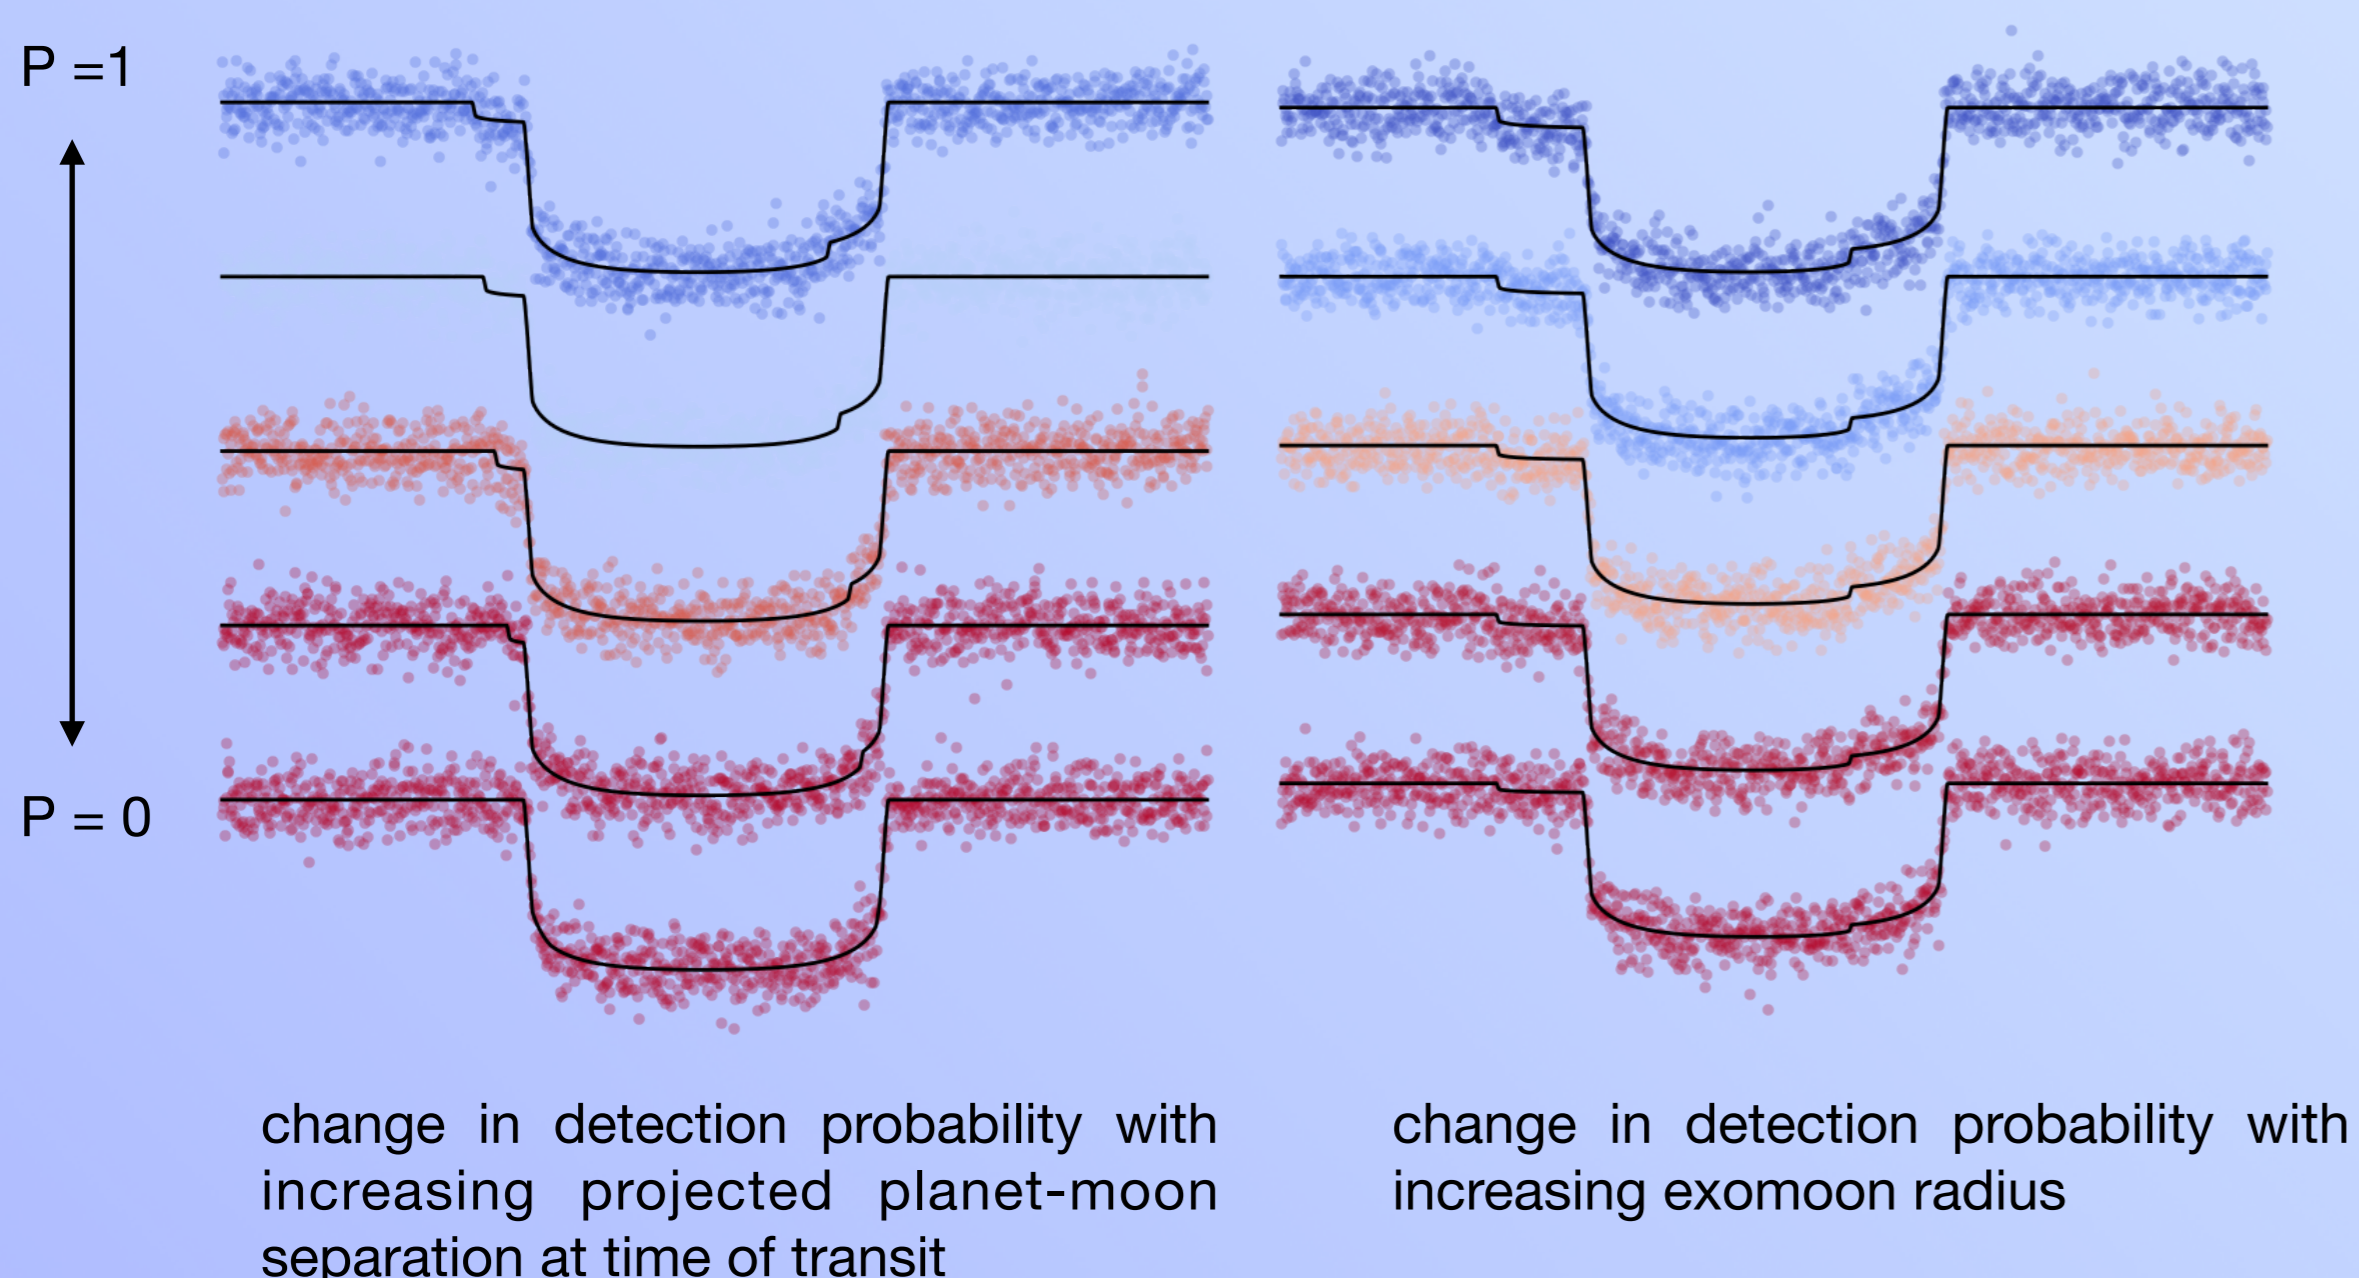 P =1
P = 0
change in detection probability with
increasing projected planet-moon
separation at time of transit
change in detection probability with
increasing exomoon radius